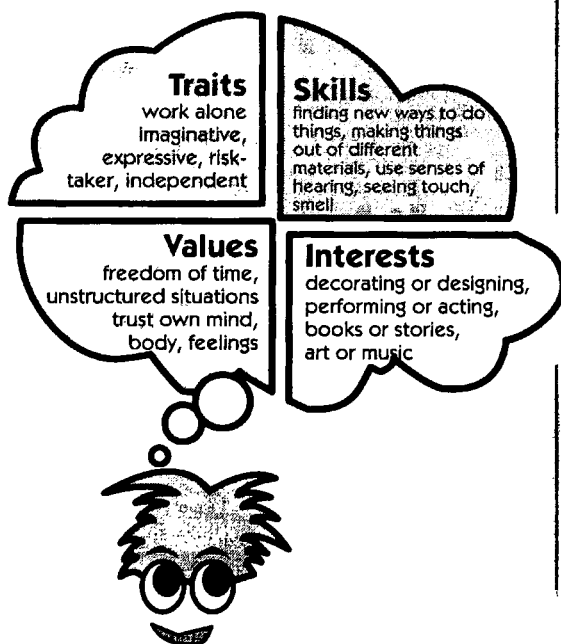 Traits
work alone
imaginative,
expressive, risk-
taker, independent
Skills
finding new ways to do
things, making things
out of different
materials, use senses of
hearing, seeing touch,
smell
Values
freedom of time,
unstructured situations
trust own mind,
body, feelings
Interests
decorating or designing,
performing or acting,
books or stories,
art or music